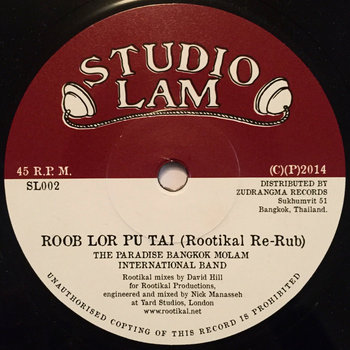 STUDIO
LAM
45 R.P.M.
SL002
(C)(P)2014
DISTRIBUTED BY
ZUDRANGMA RECORDS
Sukhumvit 51
Bangkok, Thailand.
ROOB LOR PU TAI (Rootikal Re-Rub)
THE PARADISE BANGKOK MOLAM
INTERNATIONAL BAND
Rootikal mixes by David Hill
for Rootikal Productions,
engineered and mixed by Nick Manasseh
at Yard Studios, London
www.rootikal.net
UNAUTHORISED COPYING OF THIS RECORD IS PROHIBITED